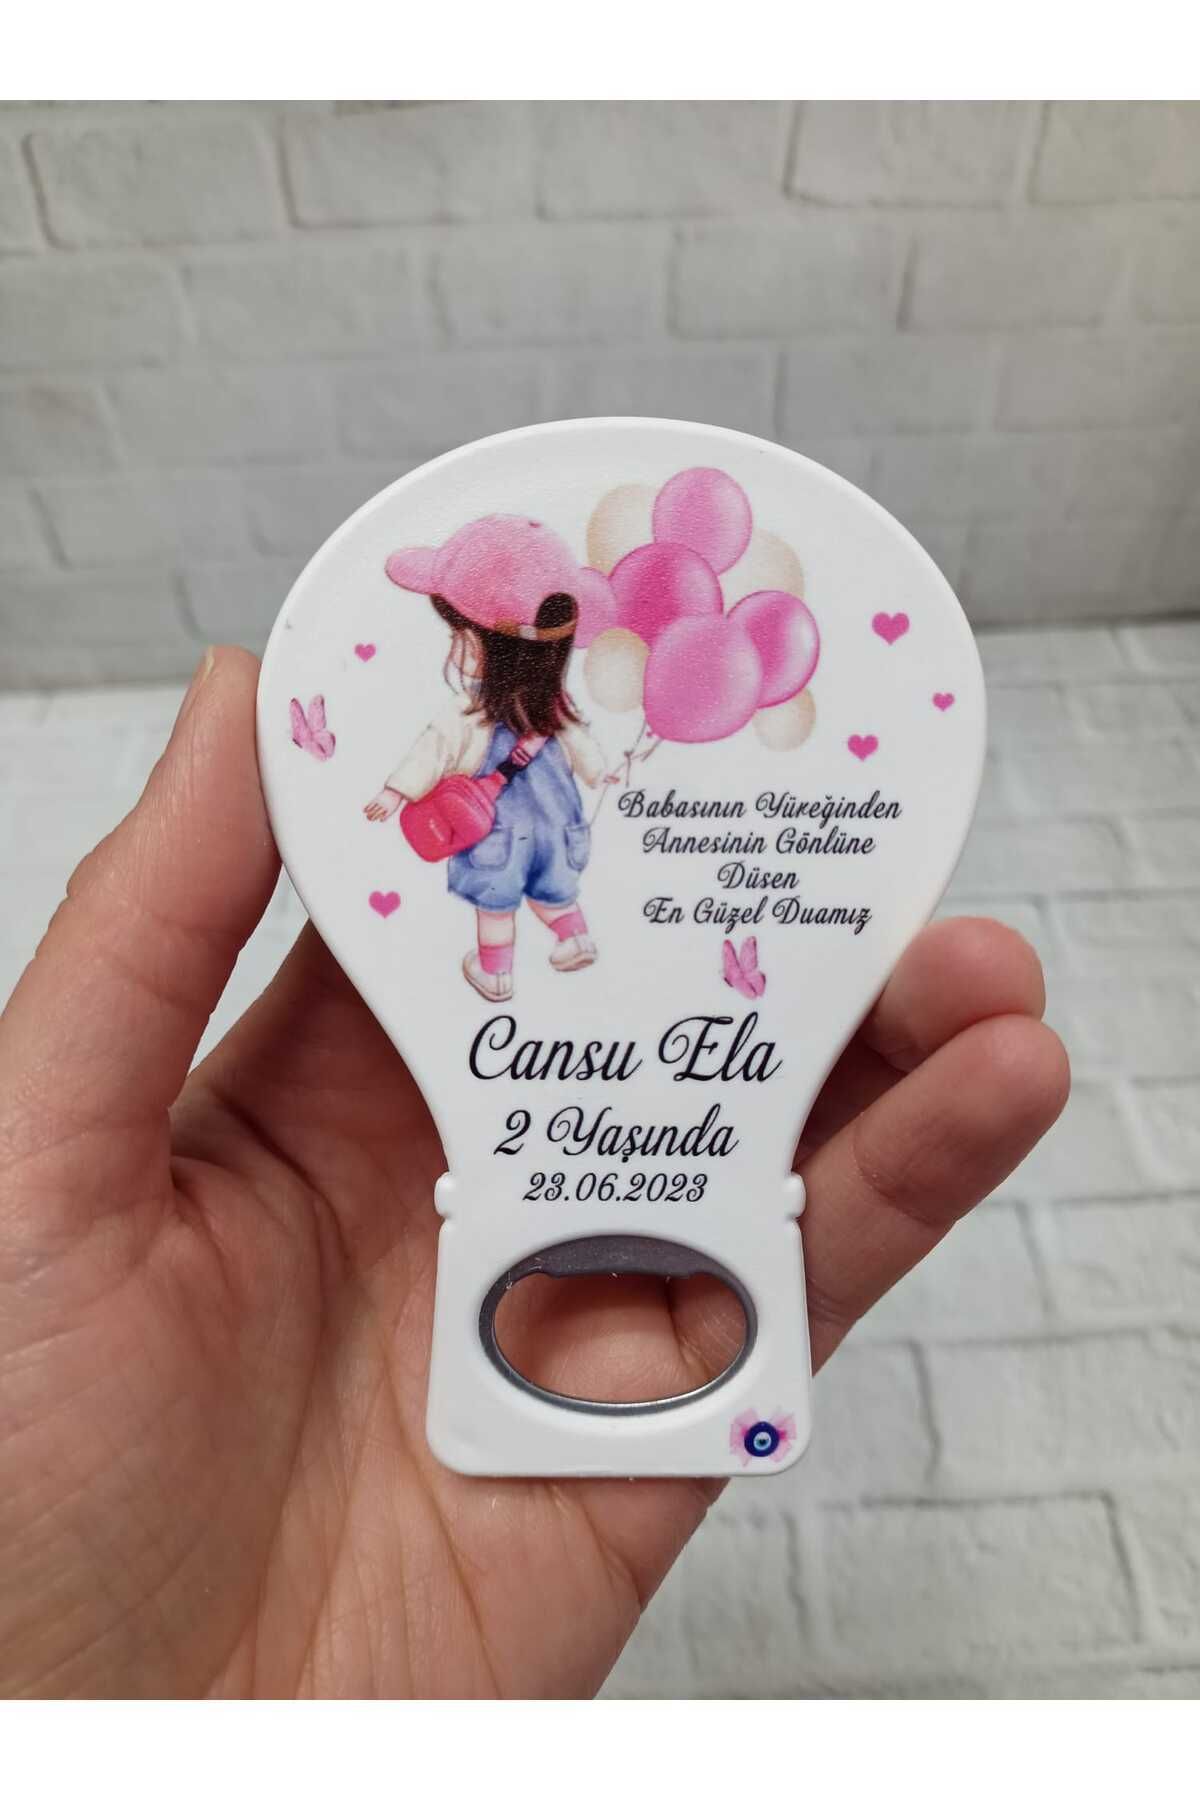 Babasının Yüreğinden
Annesinin Gönlüne
Düsen
En Güzel Duamız
Cansu Ela
2 Yaşında
23.06.2023